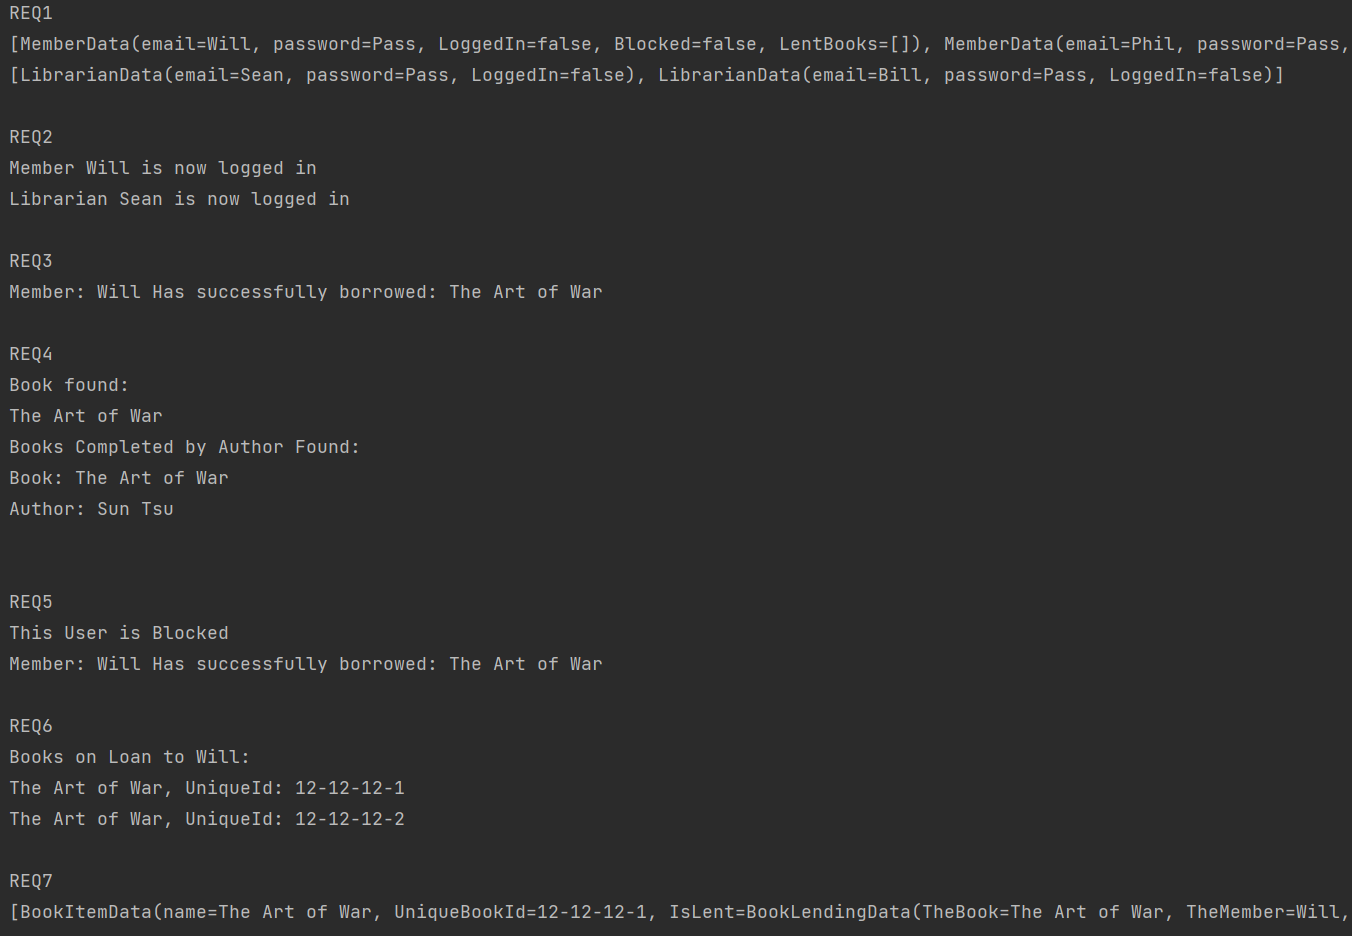 REQ1
[MemberData(email=Will, password=Pass, LoggedIn=false, Blocked=false, LentBooks=[]), MemberData(email=Phil, password=Pass,
[LibrarianData(email=Sean, password=Pass, LoggedIn=false), LibrarianData(email=Bill, password=Pass, LoggedIn=false)]
REQ2
Member Will is now logged in
Librarian Sean is now logged in
REQ3
Member: Will Has successfully borrowed: The Art of War
REQ4
Book found:
The Art of War
Books Completed by Author Found:
Book: The Art of War
Author: Sun Tsu
REQ5
This User is Blocked
Member: Will Has successfully borrowed: The Art of War
REQ6
Books on Loan to Will:
The Art of War, UniqueId: 12-12-12-1
The Art of War, UniqueId: 12-12-12-2
REQ7
[BookItemData(name=The Art of War, UniqueBookId=12-12-12-1, IsLent=BookLendingData(TheBook=The Art of War, TheMember=Will,